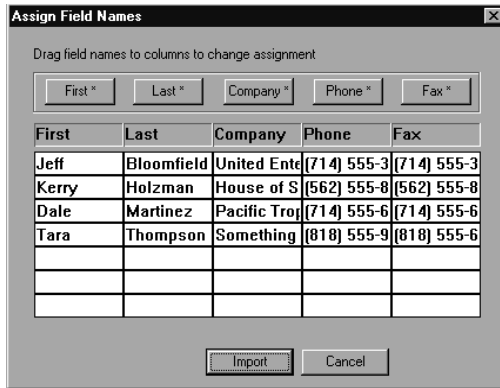 Assign Field Names
Drag field names to columns to change assignment
First * Last * Company * Phone * Fax *
First Last Company Phone Fax
Jeff Bloomfield United Ente (714) 555-3 (714) 555-3
Kerry Holzman House of S (562) 555-8 (562) 555-8
Dale Martinez Pacific Trop (714) 555-6 (714) 555-6
Tara Thompson Something (818) 555-9 (818) 555-6
Import Cancel